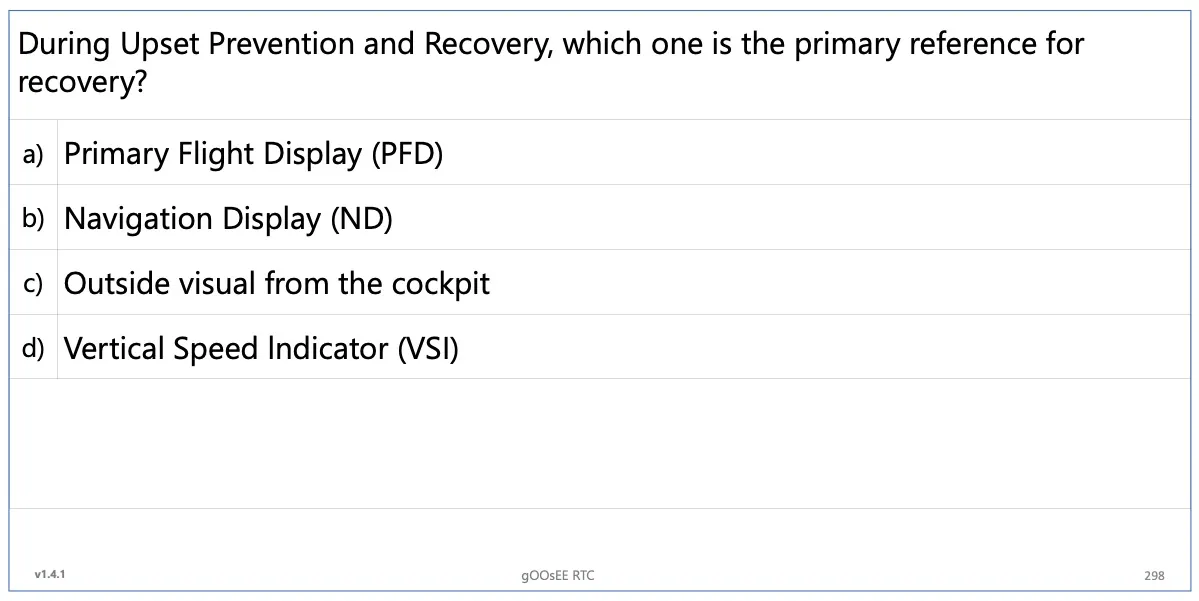 During Upset Prevention and Recovery, which one is the primary reference for
recovery?
a) Primary Flight Display (PFD)
b) Navigation Display (ND)
c) Outside visual from the cockpit
d) Vertical Speed Indicator (VSI)
v1.4.1 gOOsEE RTC 298